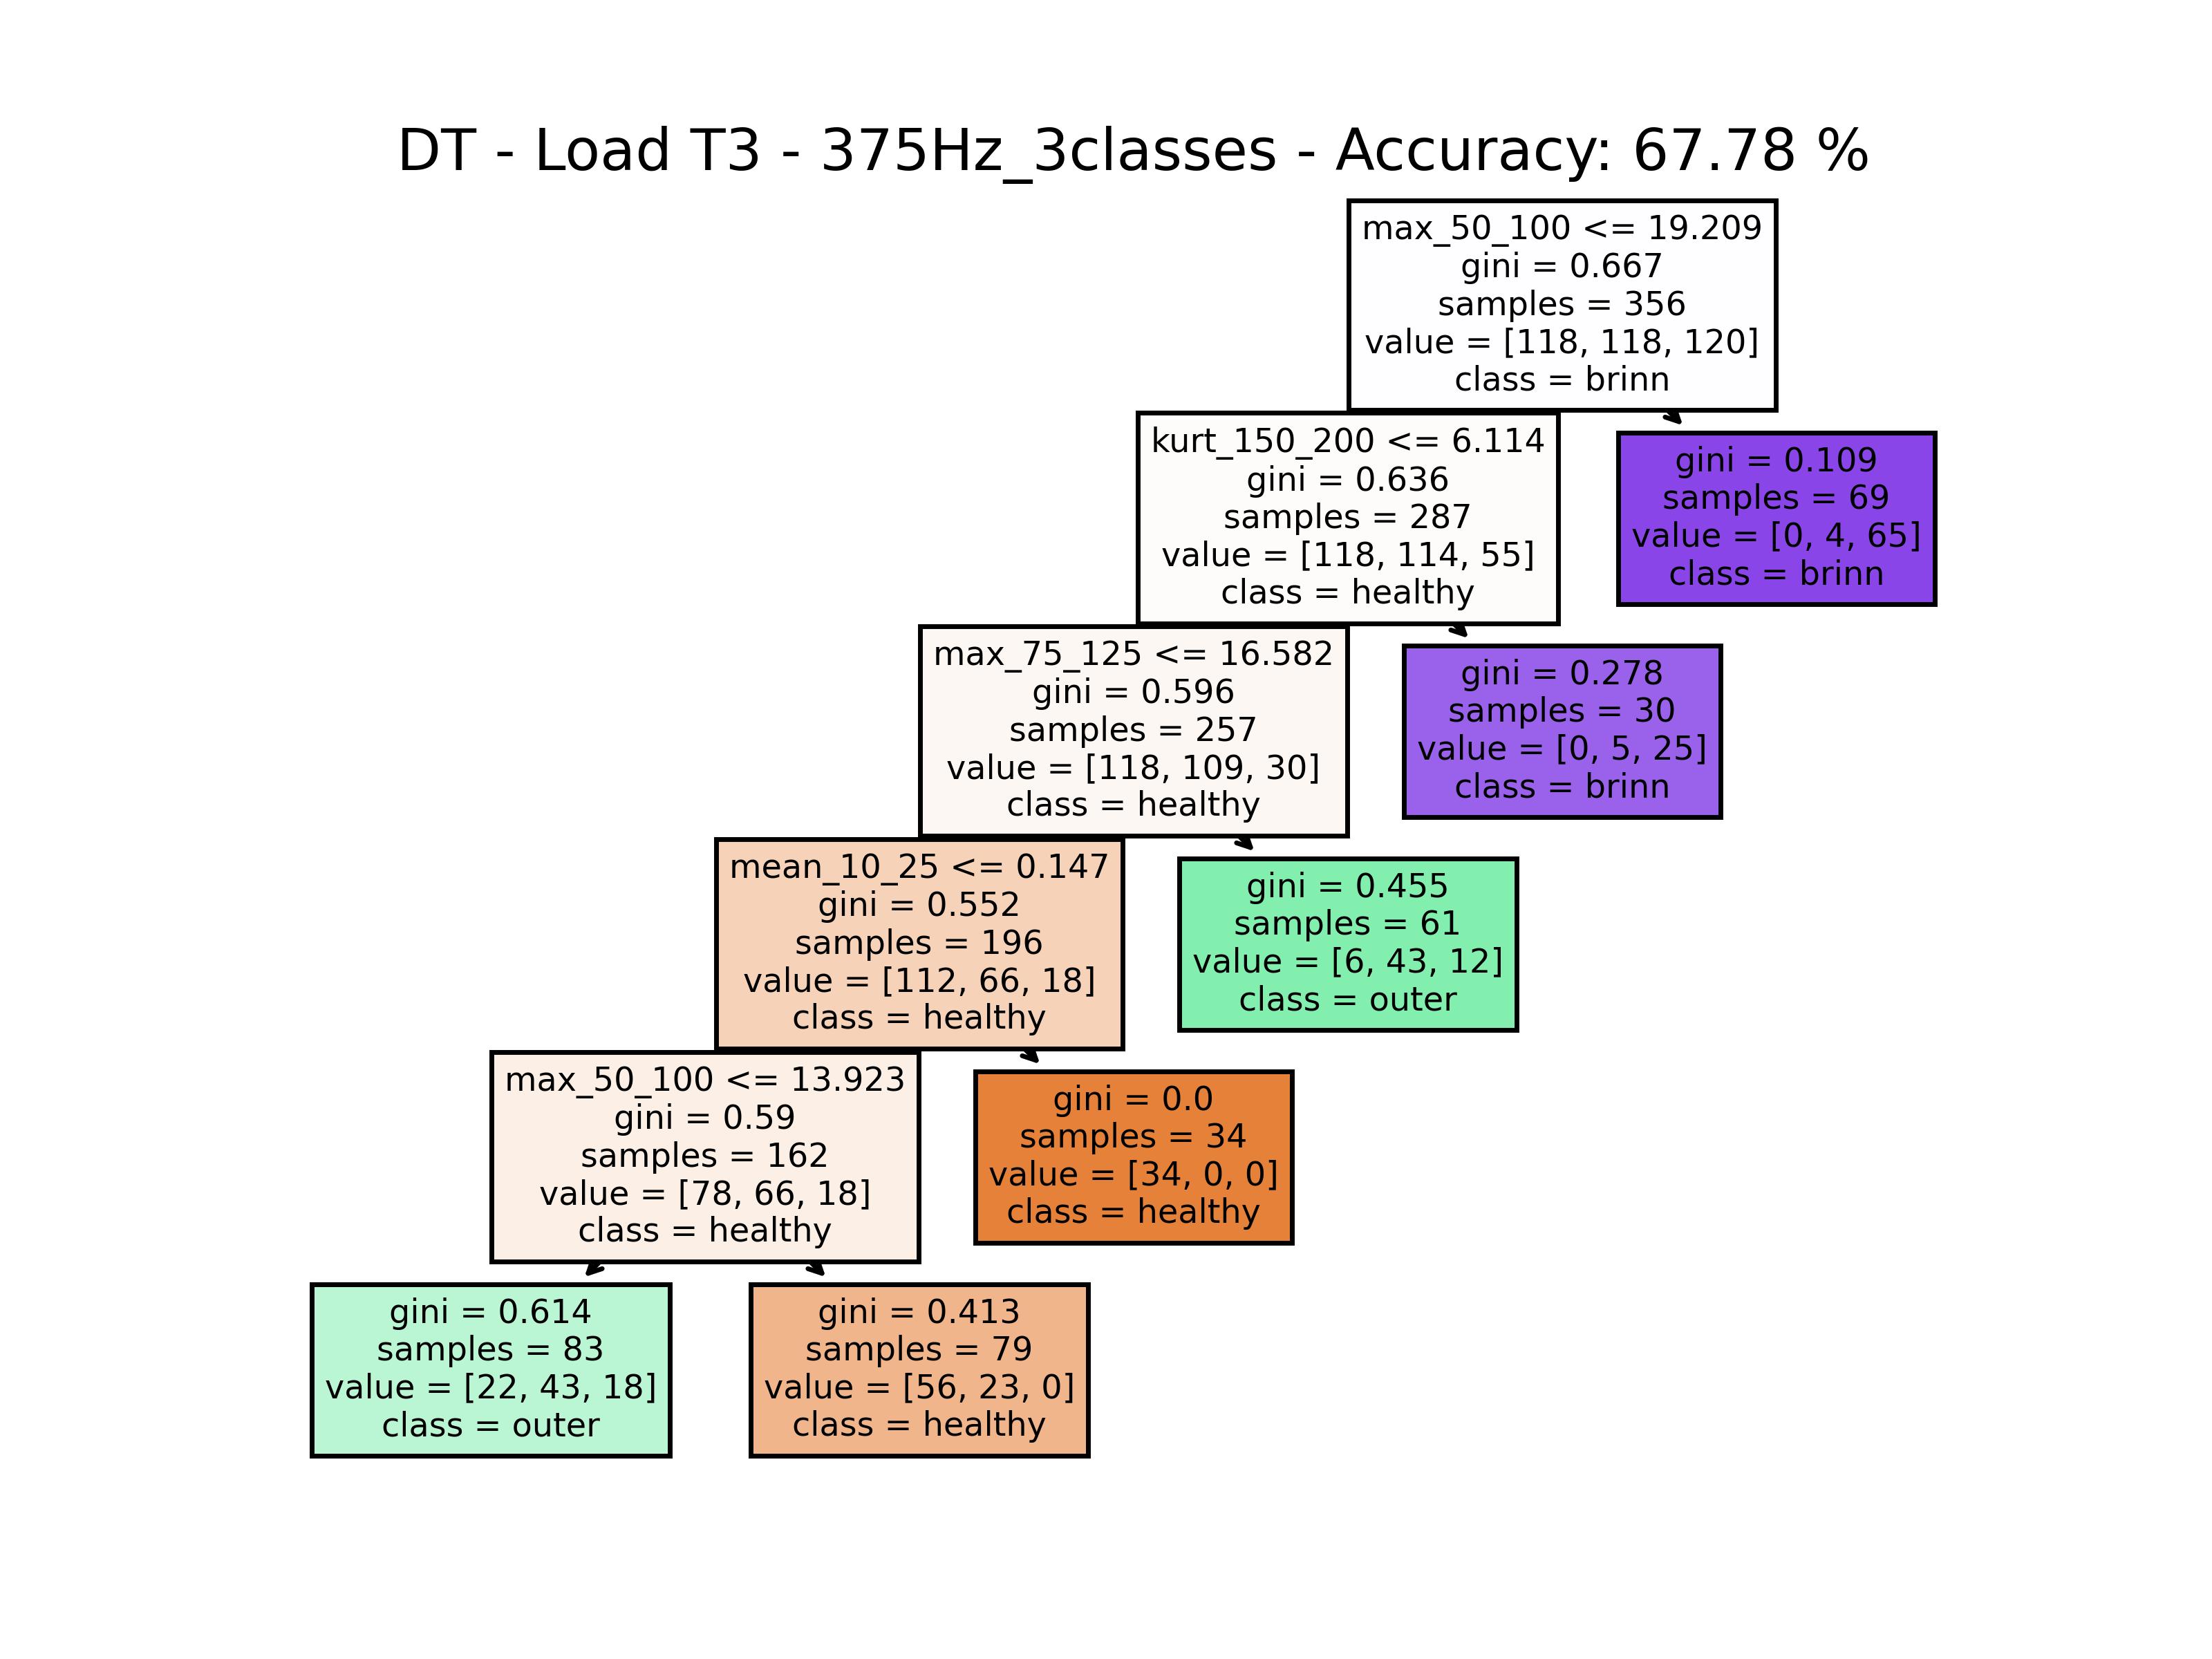 DT - Load T3 - 375Hz_3classes - Accuracy: 67.78 %
max_50_100 <= 19.209
gini = 0.667
samples = 356
value = [118, 118, 120]
class = brinn
kurt_150_200 <= 6.114
gini = 0.636
samples = 287
value = [118, 114, 55]
class = healthy
gini = 0.109
samples = 69
value = [0, 4, 65]
class = brinn
max_75_125 <= 16.582
gini = 0.596
samples = 257
value = [118, 109, 30]
class = healthy
gini = 0.278
samples = 30
value = [0, 5, 25]
class = brinn
mean_10_25 <= 0.147
gini = 0.552
samples = 196
value = [112, 66, 18]
class = healthy
gini = 0.455
samples = 61
value = [6, 43, 12]
class = outer
max_50_100 <= 13.923
gini = 0.59
samples = 162
value = [78, 66, 18]
class = healthy
gini = 0.0
samples = 34
value = [34, 0, 0]
class = healthy
gini = 0.614
samples = 83
value = [22, 43, 18]
class = outer
gini = 0.413
samples = 79
value = [56, 23, 0]
class = healthy